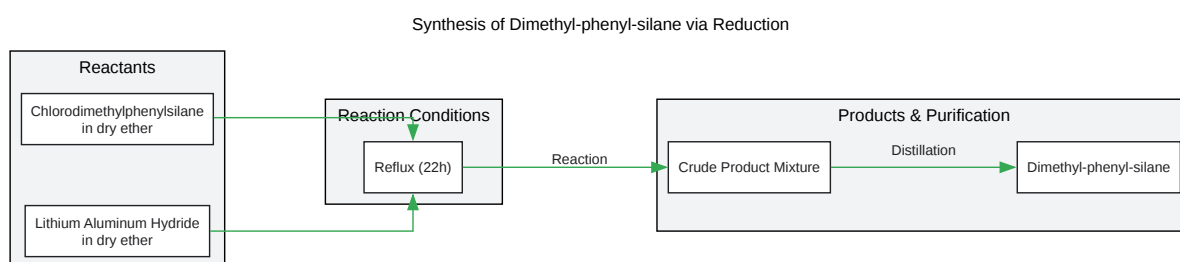 Synthesis of Dimethyl-phenyl-silane via Reduction
Reactants
Chlorodimethylphenylsilane
in dry ether
Lithium Aluminum Hydride
in dry ether
Reaction Conditions
Reflux (22h)
Reaction
Products & Purification
Crude Product Mixture
Distillation
Dimethyl-phenyl-silane